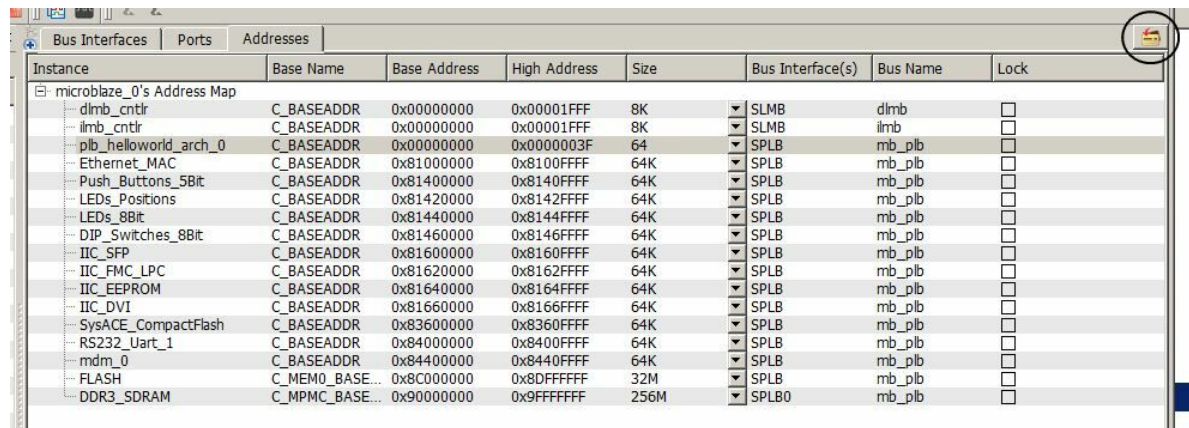 Bus Interfaces Ports Addresses
Instance Base Name Base Address High Address Size Bus Interface(s) Bus Name Lock
microblaze_0's Address Map
dlmb_cntlr C_BASEADDR 0x00000000 0x00001FFF 8K SLMB dlmb
ilmb_cntlr C_BASEADDR 0x00000000 0x00001FFF 8K SLMB ilmb
plb_helloworld_arch_0 C_BASEADDR 0x00000000 0x0000003F 64 SPLB mb_plb
Ethernet_MAC C_BASEADDR 0x81000000 0x8100FFFF 64K SPLB mb_plb
Push_Buttons_5Bit C_BASEADDR 0x81400000 0x8140FFFF 64K SPLB mb_plb
LEDs_Positions C_BASEADDR 0x81420000 0x8142FFFF 64K SPLB mb_plb
LEDs_8Bit C_BASEADDR 0x81440000 0x8144FFFF 64K SPLB mb_plb
DIP_Switches_8Bit C_BASEADDR 0x81460000 0x8146FFFF 64K SPLB mb_plb
IIC_SFP C_BASEADDR 0x81600000 0x8160FFFF 64K SPLB mb_plb
IIC_FMC_LPC C_BASEADDR 0x81620000 0x8162FFFF 64K SPLB mb_plb
IIC_EEPROM C_BASEADDR 0x81640000 0x8164FFFF 64K SPLB mb_plb
IIC_DVI C_BASEADDR 0x81660000 0x8166FFFF 64K SPLB mb_plb
SysACE_CompactFlash C_BASEADDR 0x83600000 0x8360FFFF 64K SPLB mb_plb
RS232_Uart_1 C_BASEADDR 0x84000000 0x8400FFFF 64K SPLB mb_plb
mdm_0 C_BASEADDR 0x84400000 0x8440FFFF 64K SPLB mb_plb
FLASH C_MEM0_BASE... 0x8C000000 0x8DFFFFFF 32M SPLB mb_plb
DDR3_SDRAM C_MPMC_BASE... 0x90000000 0x9FFFFFFF 256M SPLB0 mb_plb